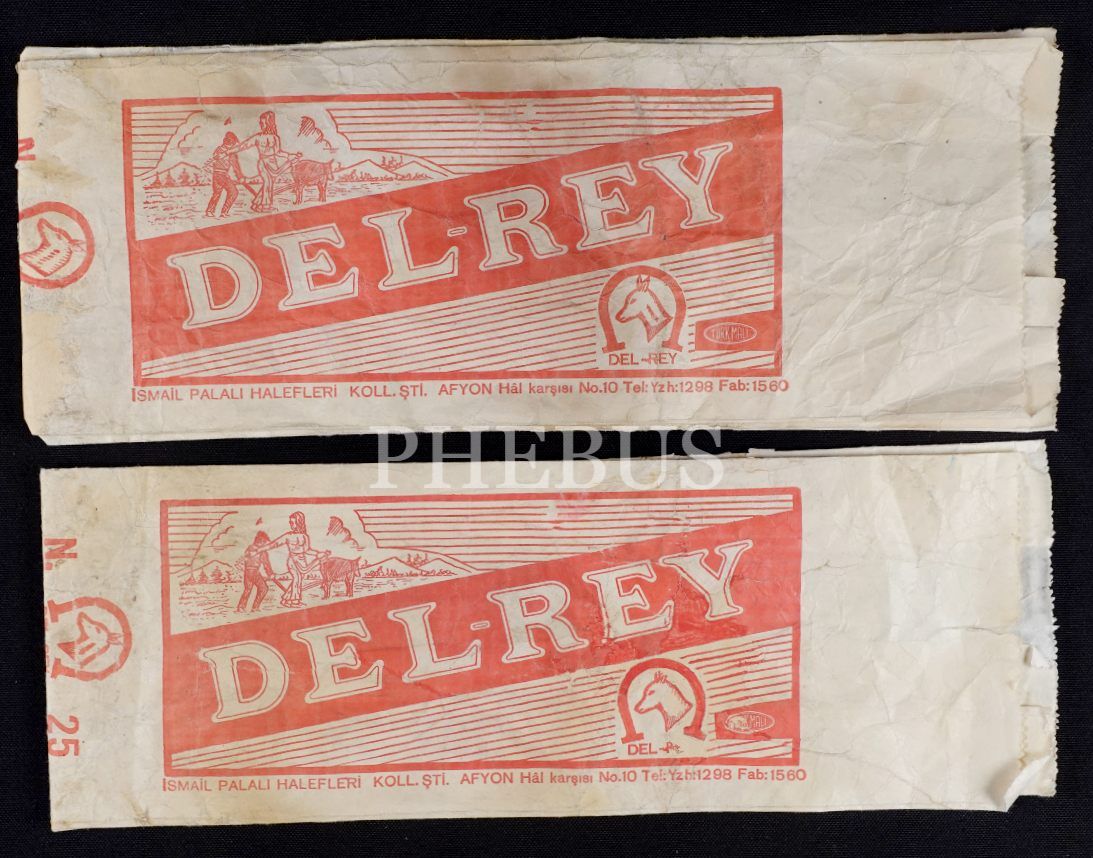 N
DEL-REY
DEL-REY
TÜRK MALI
İSMAİL PALALI HALEFLERİ KOLL. ŞTİ. AFYON Hâl karşısı No.10 Tel: Yzh:1298 Fab:1560
PHEBUS
N. 25
DEL-REY
DEL-R
MALI
İSMAİL PALALI HALEFLERİ KOLL. ŞTİ. AFYON Hâl karşısı No.10 Tel: Yzh:1298 Fab:1560